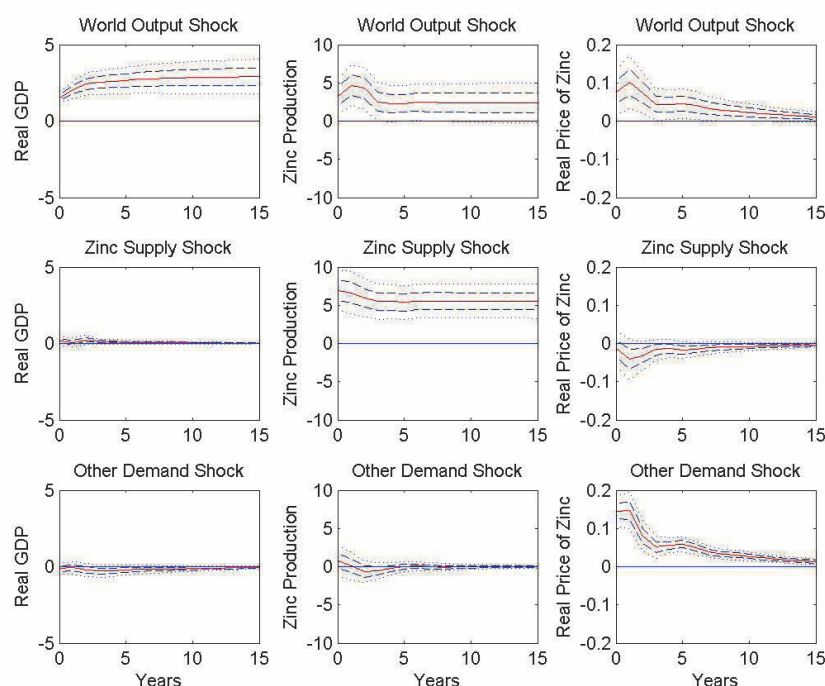 World Output Shock
Real GDP
5
0
-5
0 5 10 15
World Output Shock
Zinc Production
10
5
0
-5
-10
0 5 10 15
World Output Shock
Real Price of Zinc
0.2
0.1
0
-0.1
-0.2
0 5 10 15
Zinc Supply Shock
Real GDP
5
0
-5
0 5 10 15
Zinc Supply Shock
Zinc Production
10
5
0
-5
-10
0 5 10 15
Zinc Supply Shock
Real Price of Zinc
0.2
0.1
0
-0.1
-0.2
0 5 10 15
Other Demand Shock
Real GDP
5
0
-5
0 5 10 15
Years
Other Demand Shock
Zinc Production
10
5
0
-5
-10
0 5 10 15
Years
Other Demand Shock
Real Price of Zinc
0.2
0.1
0
-0.1
-0.2
0 5 10 15
Years